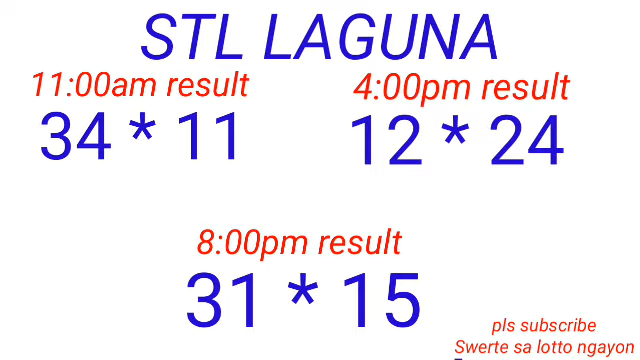 STL LAGUNA
11:00am result
34 * 11
4:00pm result
12 * 24
8:00pm result
31 * 15
pls subscribe
Swerte sa lotto ngayon